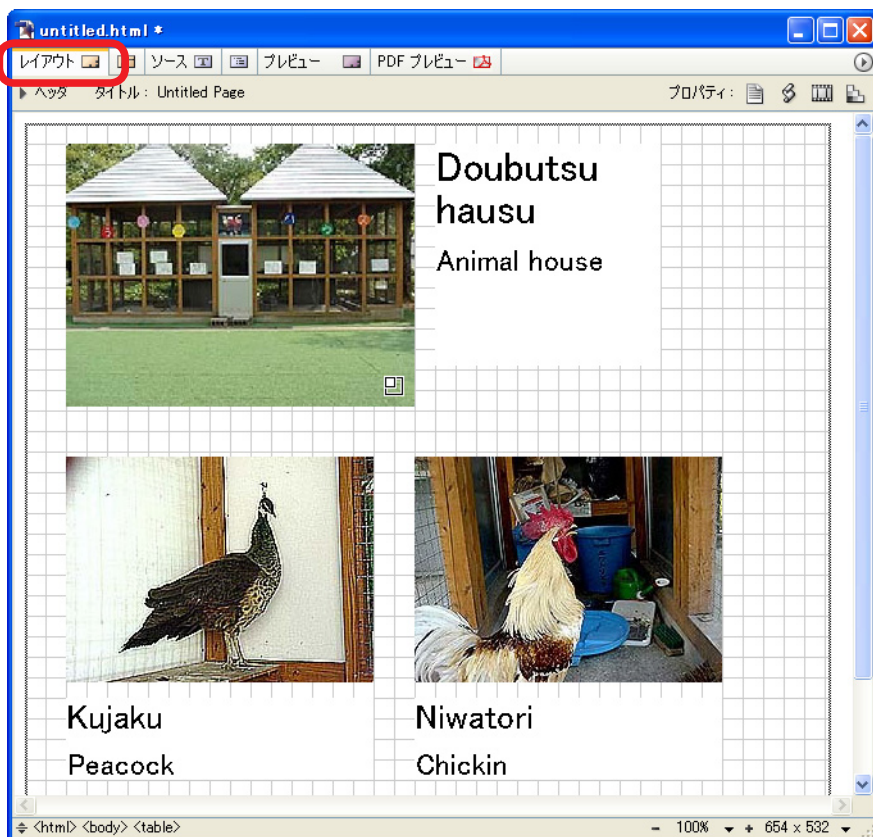 untitled.html *
レイアウト ソース プレビュー PDF プレビュー
ヘッダ タイトル : Untitled Page プロパティ :
Doubutsu
hausu
Animal house
Kujaku
Peacock
Niwatori
Chickin
<html> <body> <table> - 100% + 654 x 532